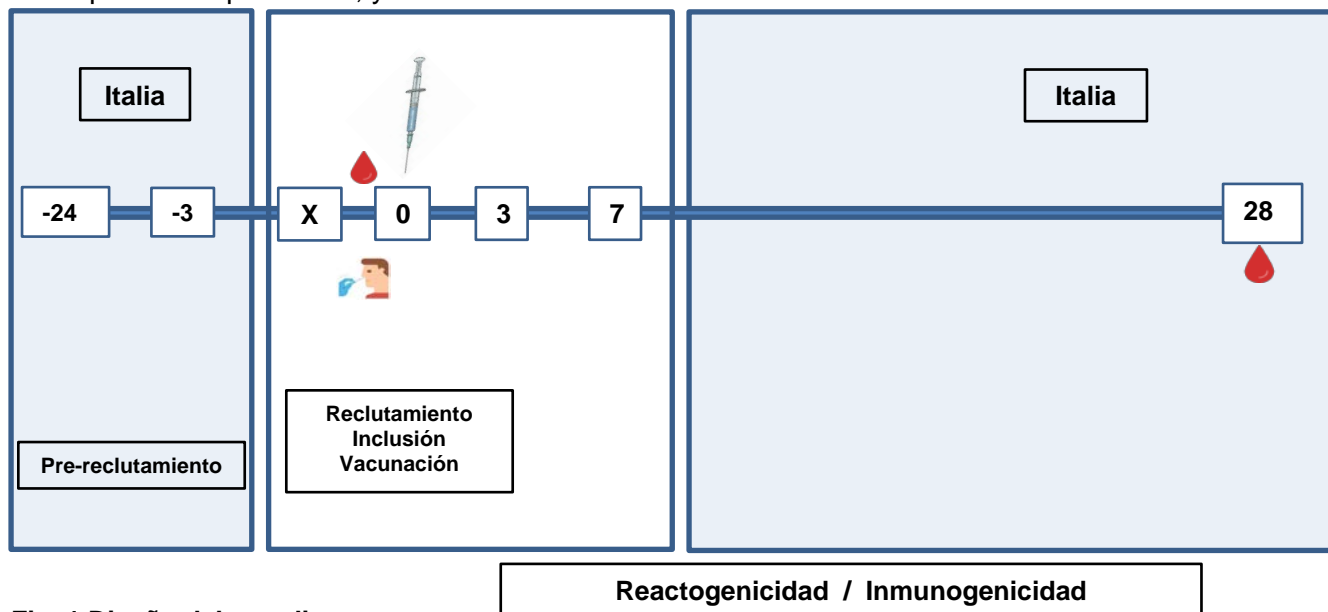 Italia
Italia
-24
-3
X
0
3
7
28
Reclutamiento
Inclusión
Vacunación
Pre-reclutamiento
Reactogenicidad / Inmunogenicidad